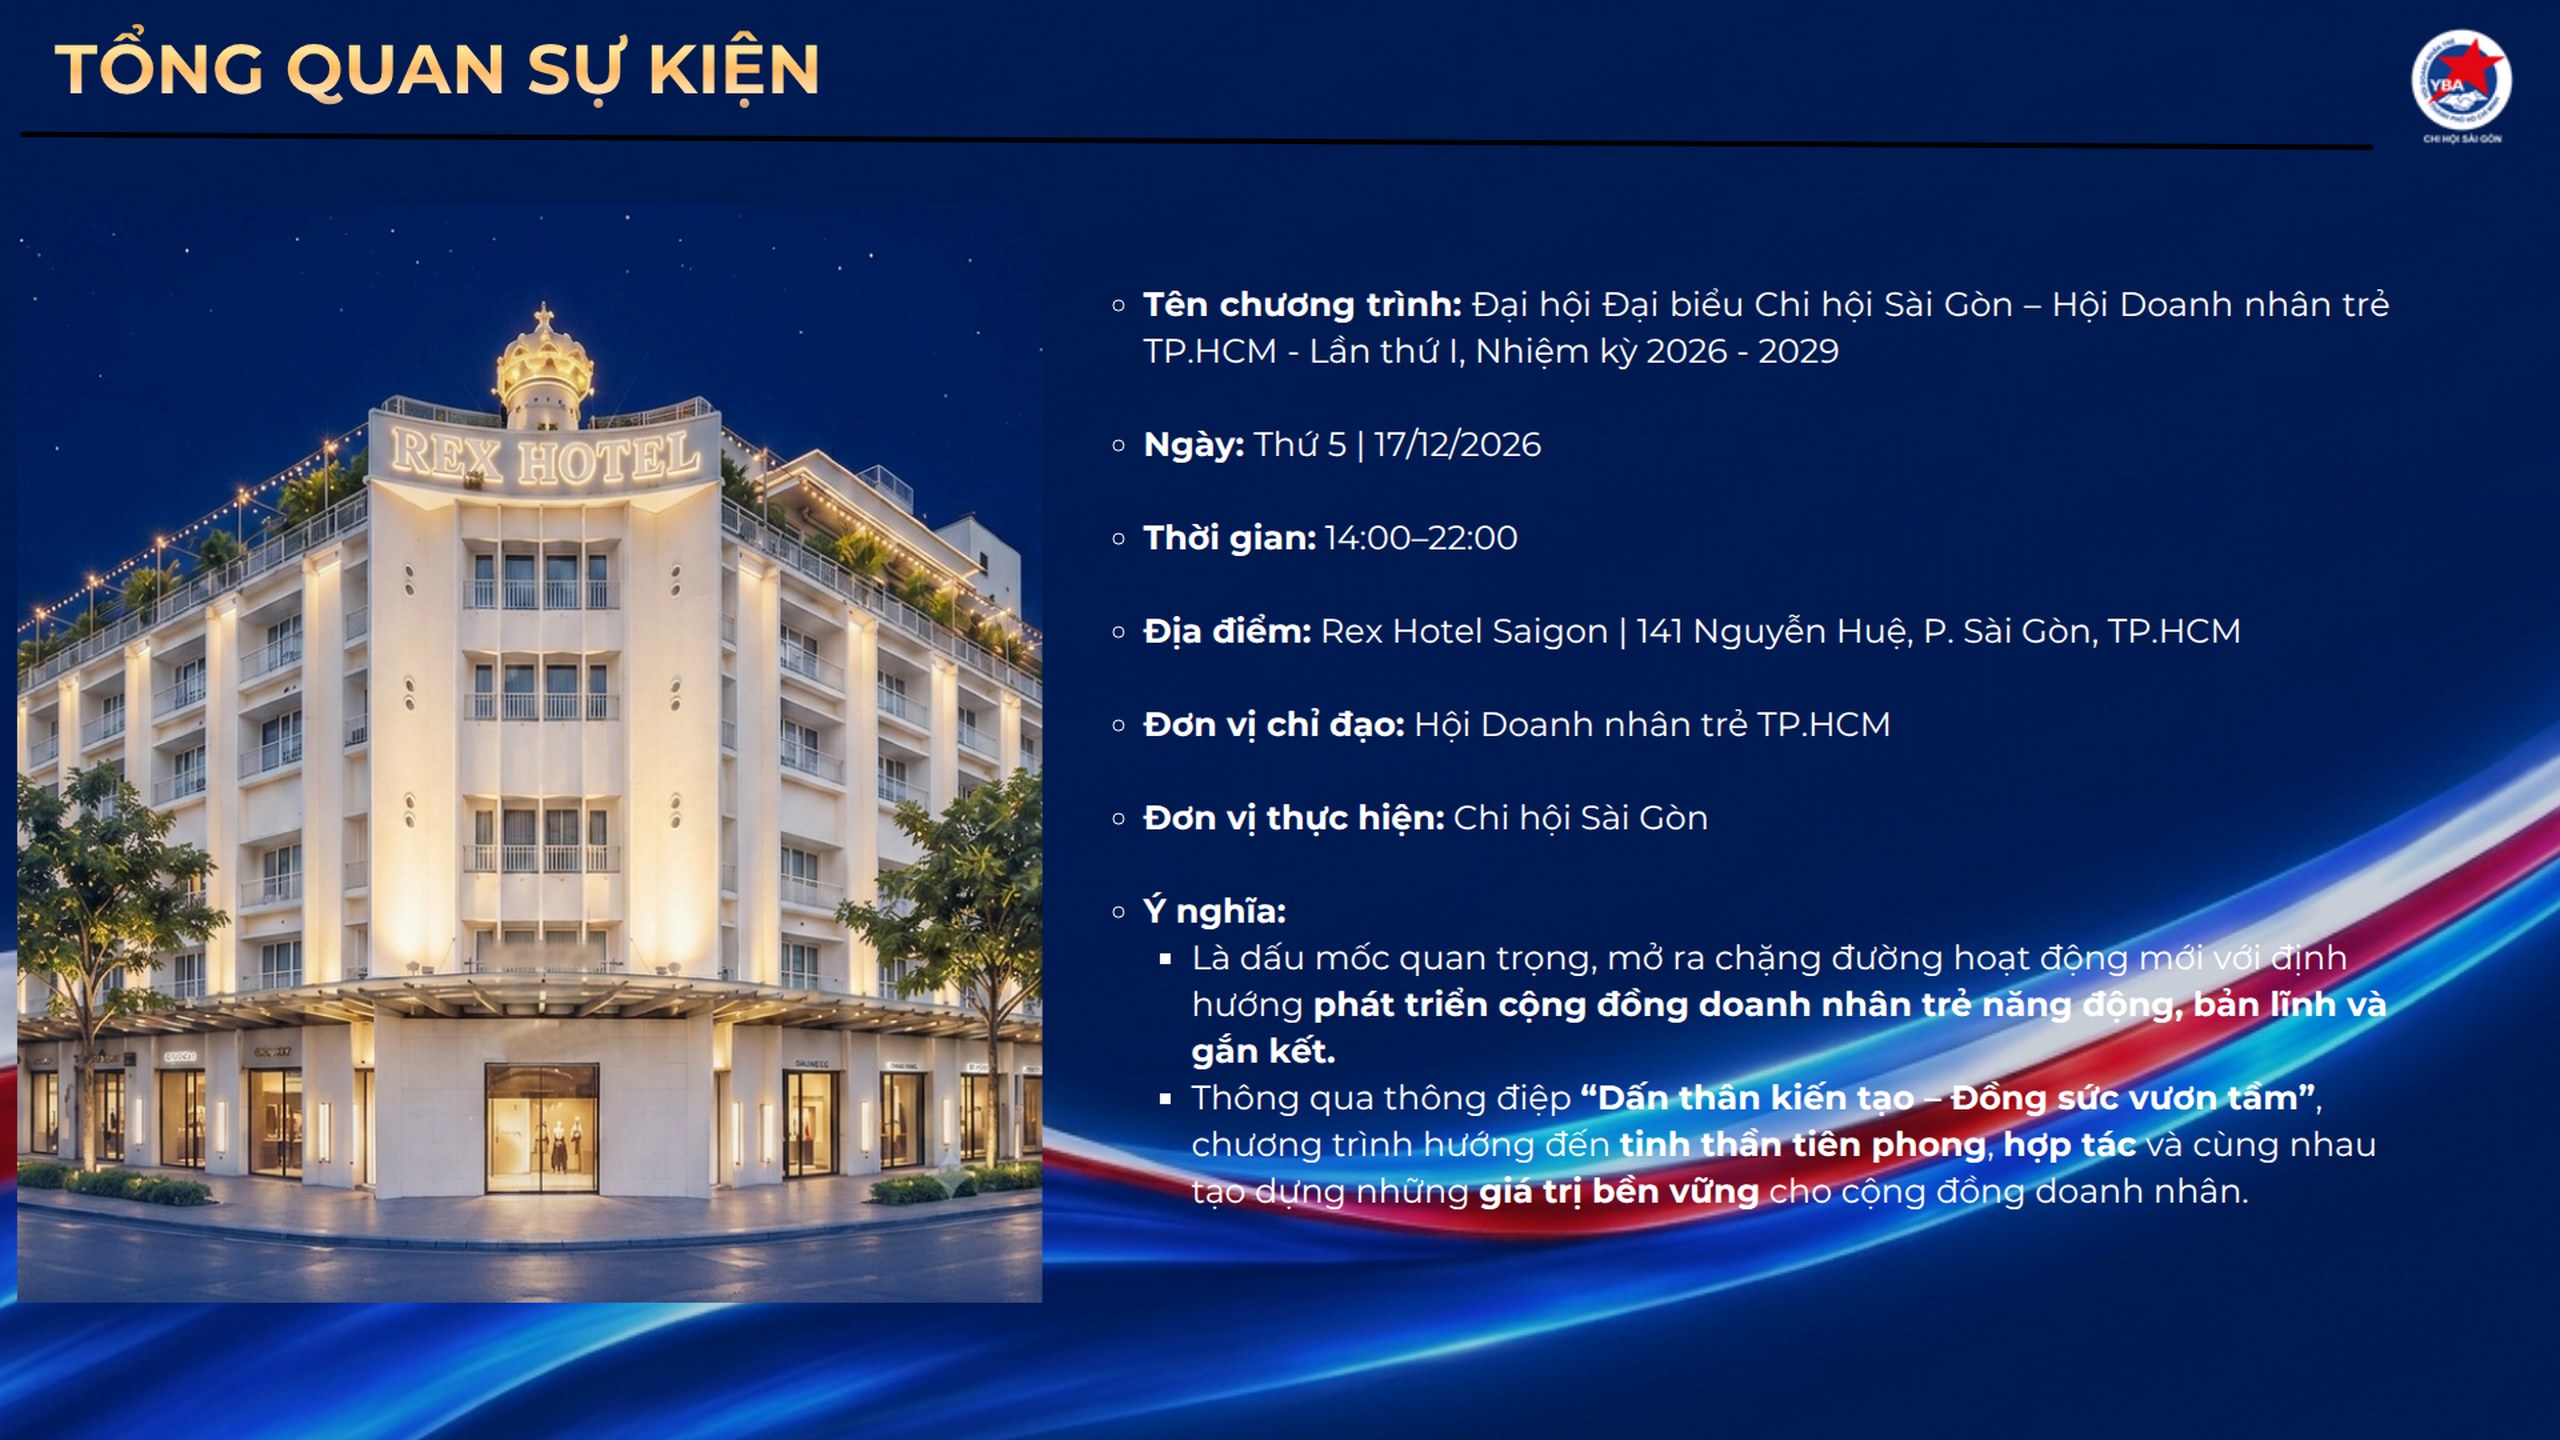 TỔNG QUAN SỰ KIỆN
YBA
CHI HỘI SÀI GÒN
REX HOTEL
Tên chương trình: Đại hội Đại biểu Chi hội Sài Gòn – Hội Doanh nhân trẻ
TP.HCM - Lần thứ I, Nhiệm kỳ 2026 - 2029
Ngày: Thứ 5 | 17/12/2026
Thời gian: 14:00–22:00
Địa điểm: Rex Hotel Saigon | 141 Nguyễn Huệ, P. Sài Gòn, TP.HCM
Đơn vị chỉ đạo: Hội Doanh nhân trẻ TP.HCM
Đơn vị thực hiện: Chi hội Sài Gòn
Ý nghĩa:
Là dấu mốc quan trọng, mở ra chặng đường hoạt động mới với định
hướng phát triển cộng đồng doanh nhân trẻ năng động, bản lĩnh và
gắn kết.
Thông qua thông điệp “Dấn thân kiến tạo – Đồng sức vươn tầm”,
chương trình hướng đến tinh thần tiên phong, hợp tác và cùng nhau
tạo dựng những giá trị bền vững cho cộng đồng doanh nhân.